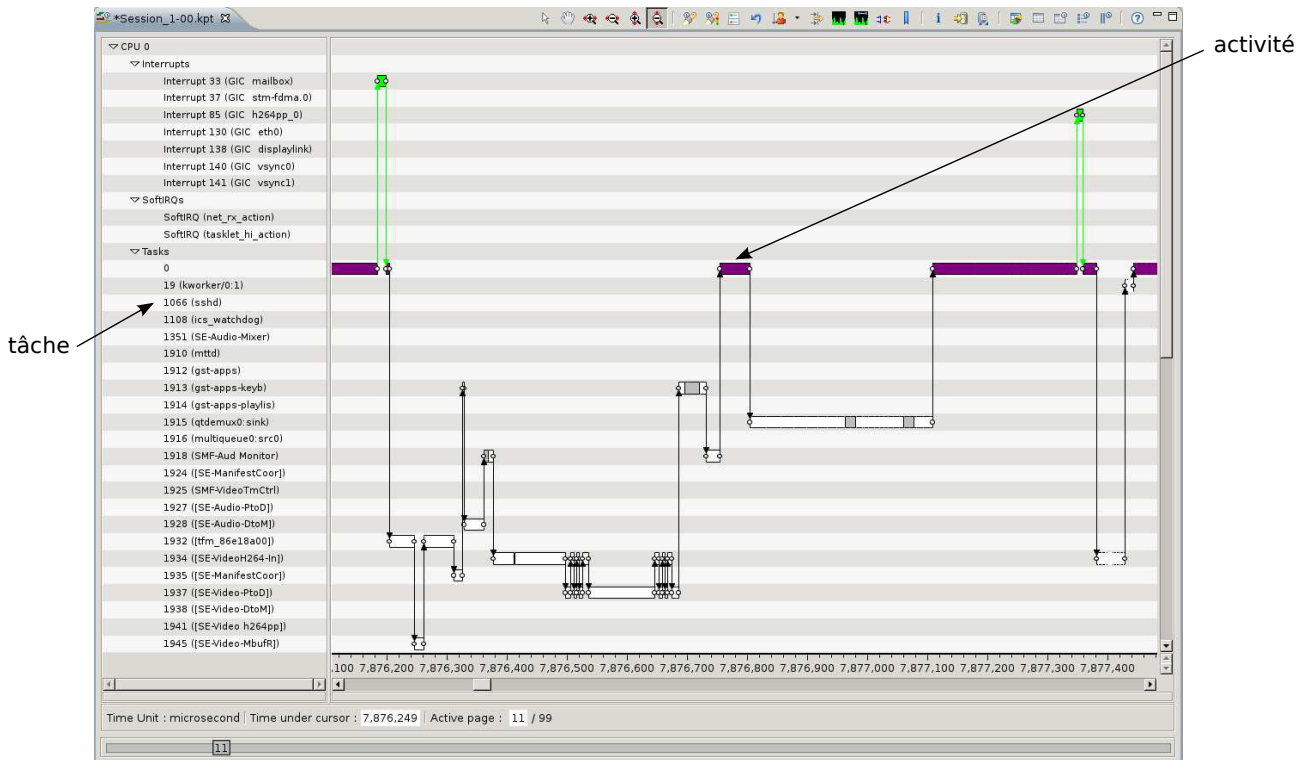 *Session_1-00.kpt
activité
CPU 0
Interrupts
Interrupt 33 (GIC mailbox)
Interrupt 37 (GIC stm-fdma.0)
Interrupt 85 (GIC h264pp_0)
Interrupt 130 (GIC eth0)
Interrupt 138 (GIC displaylink)
Interrupt 140 (GIC vsync0)
Interrupt 141 (GIC vsync1)
SoftIRQs
SoftIRQ (net_rx_action)
SoftIRQ (tasklet_hi_action)
Tasks
0
19 (kworker/0:1)
1066 (sshd)
1108 (ics_watchdog)
tâche
1351 (SE-Audio-Mixer)
1910 (mttd)
1912 (gst-apps)
1913 (gst-apps-keyb)
1914 (gst-apps-playlis)
1915 (qtdemux0:sink)
1916 (multiqueue0:src0)
1918 (SMF-Aud Monitor)
1924 ([SE-ManifestCoor])
1925 (SMF-VideoTmCtrl)
1927 ([SE-Audio-PtoD])
1928 ([SE-Audio-DtoM])
1932 ([tfm_86e18a00])
1934 ([SE-VideoH264-In])
1935 ([SE-ManifestCoor])
1937 ([SE-Video-PtoD])
1938 ([SE-Video-DtoM])
1941 ([SE-Video h264pp])
1945 ([SE-Video-MbufR])
.100 7,876,200 7,876,300 7,876,400 7,876,500 7,876,600 7,876,700 7,876,800 7,876,900 7,877,000 7,877,100 7,877,200 7,877,300 7,877,400
Time Unit : microsecond Time under cursor : 7,876,249 Active page : 11 / 99
11